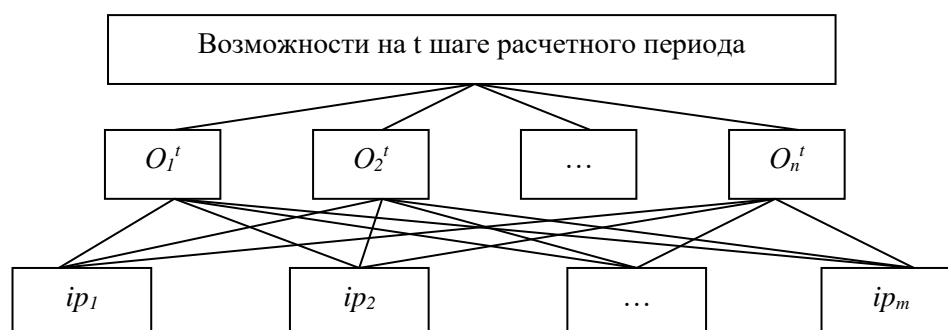 Возможности на t шаге расчетного периода
O₁ᵗ O₂ᵗ … Oₙᵗ
ip₁ ip₂ … ipₘ